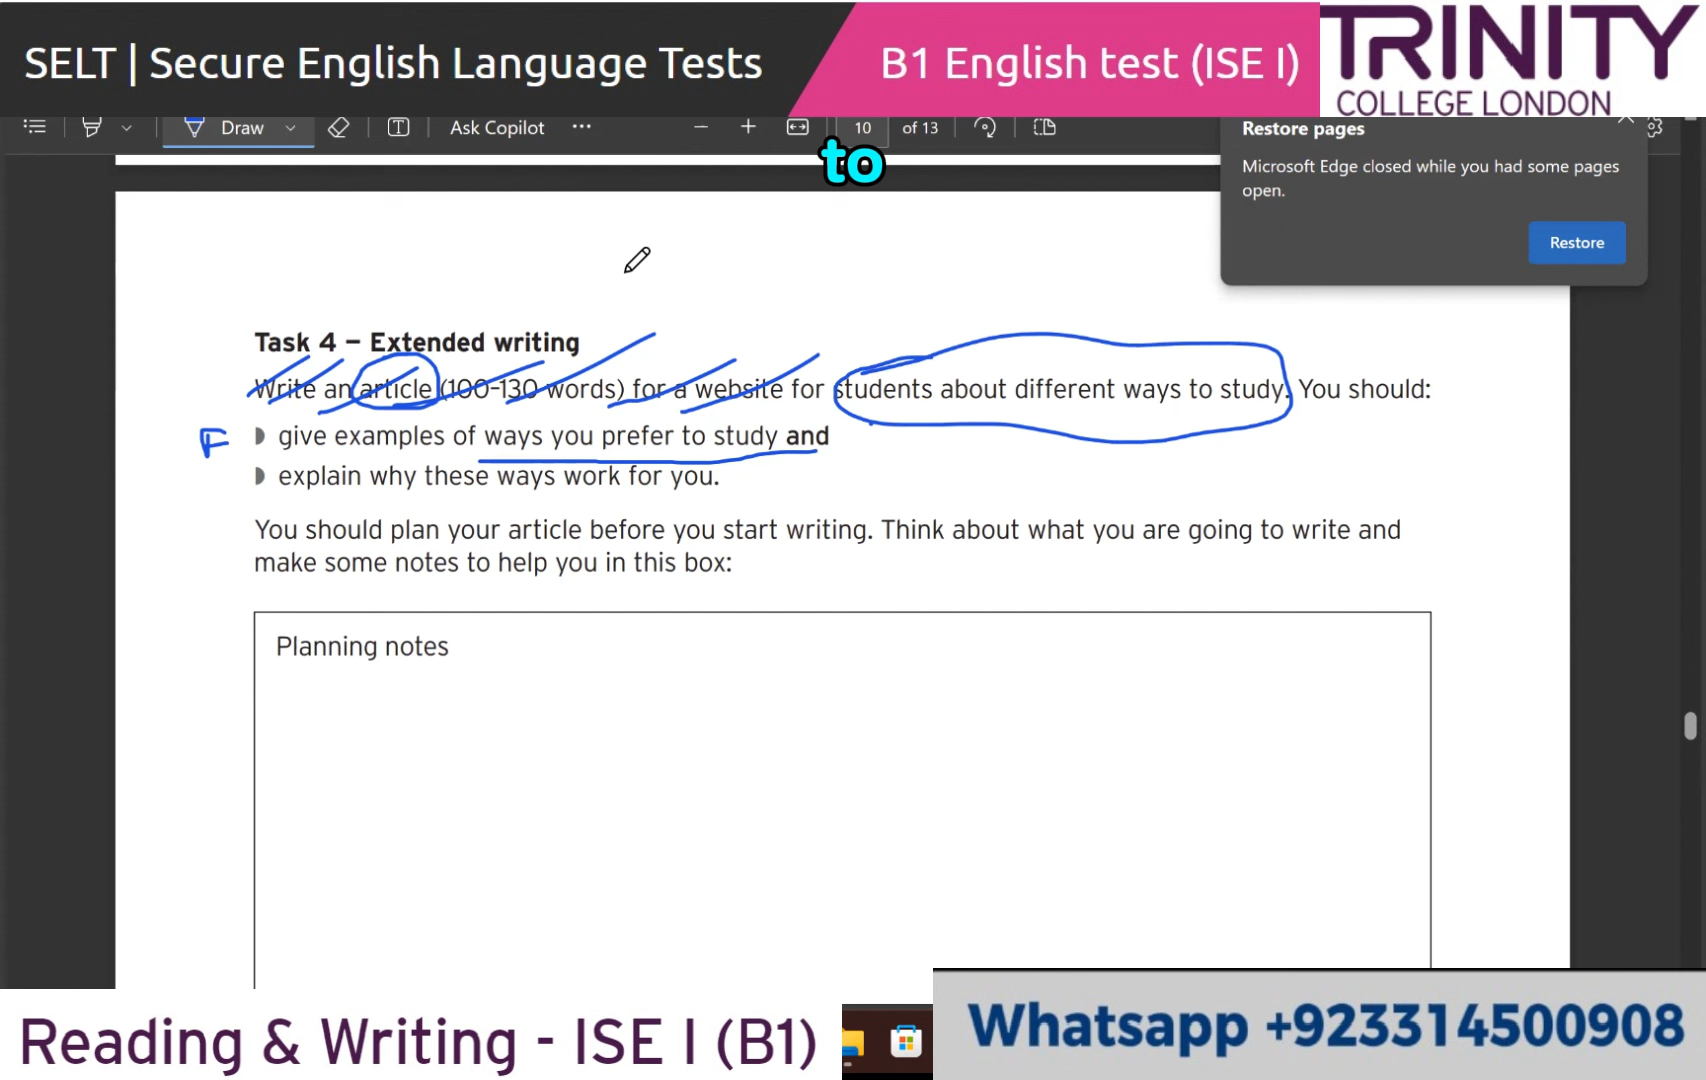 SELT | Secure English Language Tests
B1 English test (ISE I)
TRINITY
COLLEGE LONDON
Draw
Ask Copilot
10 of 13
Restore pages
Microsoft Edge closed while you had some pages
open.
Restore
to
Task 4 – Extended writing
Write an article (100–130 words) for a website for students about different ways to study. You should:
F
give examples of ways you prefer to study and
explain why these ways work for you.
You should plan your article before you start writing. Think about what you are going to write and
make some notes to help you in this box:
Planning notes
Reading & Writing - ISE I (B1)
Whatsapp +923314500908